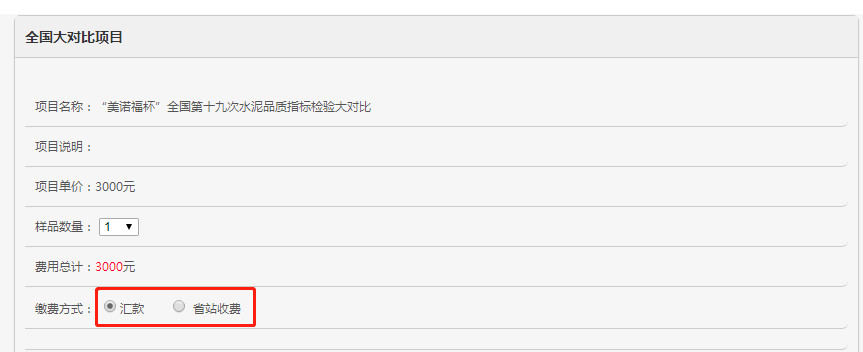 全国大对比项目
项目名称：“美诺福杯”全国第十九次水泥品质指标检验大对比
项目说明：
项目单价：3000元
样品数量：1
费用总计：3000元
缴费方式：汇款 省站收费